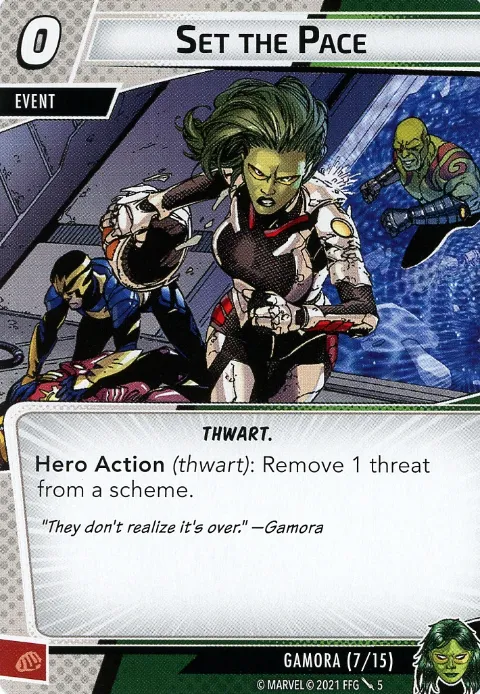 0
SET THE PACE
EVENT
THWART.
Hero Action (thwart): Remove 1 threat
from a scheme.
"They don't realize it's over." —Gamora
GAMORA (7/15)
© MARVEL © 2021 FFG 5